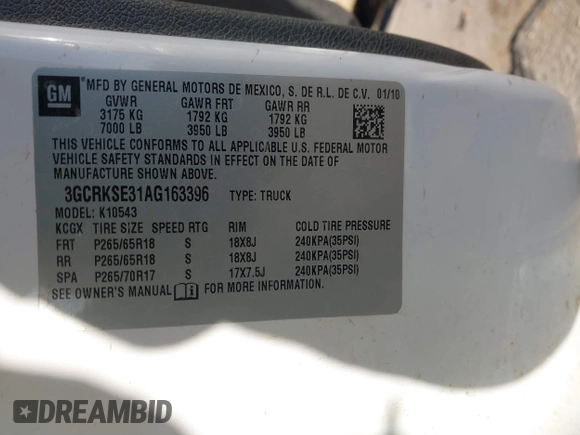 GM
MFD BY GENERAL MOTORS DE MEXICO, S. DE R.L. DE C.V. 01/10
GVWR GAWR FRT GAWR RR
3175 KG 1792 KG 1792 KG
7000 LB 3950 LB 3950 LB
THIS VEHICLE CONFORMS TO ALL APPLICABLE U.S. FEDERAL MOTOR
VEHICLE SAFETY STANDARDS IN EFFECT ON THE DATE OF
MANUFACTURE SHOWN ABOVE.
3GCRKSE31AG163396 TYPE: TRUCK
MODEL: K10543
KCGX TIRE SIZE SPEED RTG RIM COLD TIRE PRESSURE
FRT P265/65R18 S 18X8J 240KPA(35PSI)
RR P265/65R18 S 18X8J 240KPA(35PSI)
SPA P265/70R17 S 17X7.5J 240KPA(35PSI)
SEE OWNER'S MANUAL FOR MORE INFORMATION.
DREAMBID